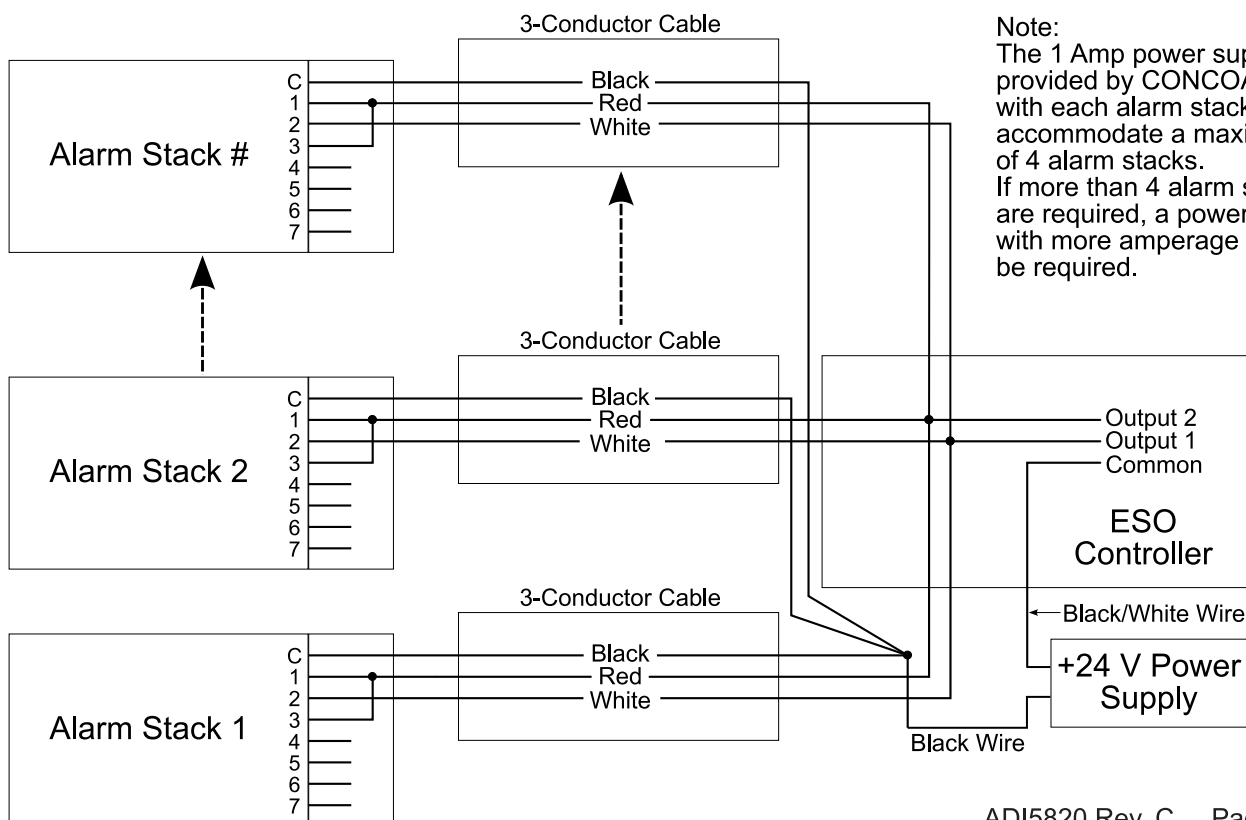 3-Conductor Cable
Note:
The 1 Amp power
provided by
with each alarm
accommodate a
of 4 alarm stacks.
If more than 4 alarm
are required, a power
with more amperage
be required.
Alarm Stack #
C
1
2
3
4
5
6
7
Black
Red
White
3-Conductor Cable
Alarm Stack 2
C
1
2
3
4
5
6
7
Black
Red
White
Output 2
Output 1
Common
ESO
Controller
3-Conductor Cable
Alarm Stack 1
C
1
2
3
4
5
6
7
Black
Red
White
Black/White Wire
+24 V Power
Supply
Black Wire
ADI5820 Rev. C